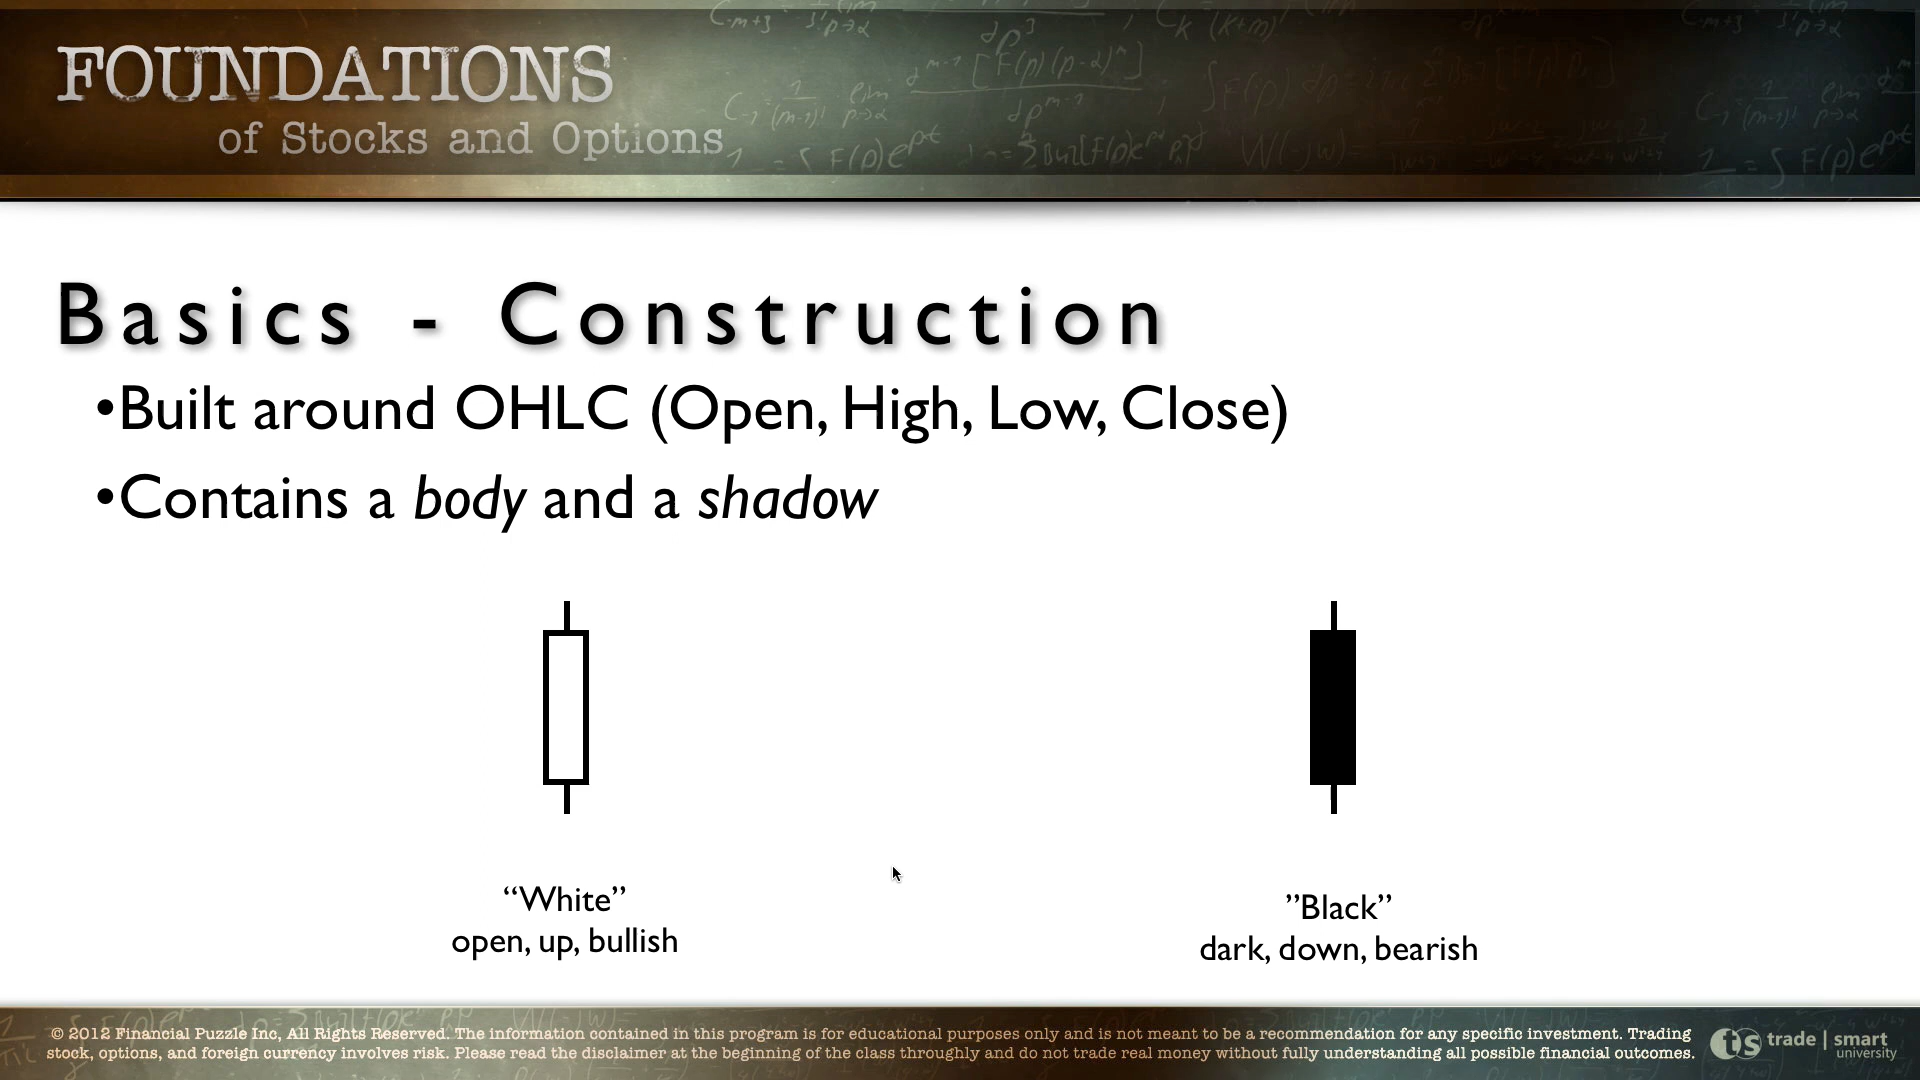 FOUNDATIONS
of Stocks and Options
Basics - Construction
•Built around OHLC (Open, High, Low, Close)
•Contains a body and a shadow
“White”
open, up, bullish
”Black”
dark, down, bearish
© 2012 Financial Puzzle Inc, All Rights Reserved. The information contained in this program is for educational purposes only and is not meant to be a recommendation for any specific investment. Trading
stock, options, and foreign currency involves risk. Please read the disclaimer at the beginning of the class throughly and do not trade real money without fully understanding all possible financial outcomes.
ts trade | smart
university